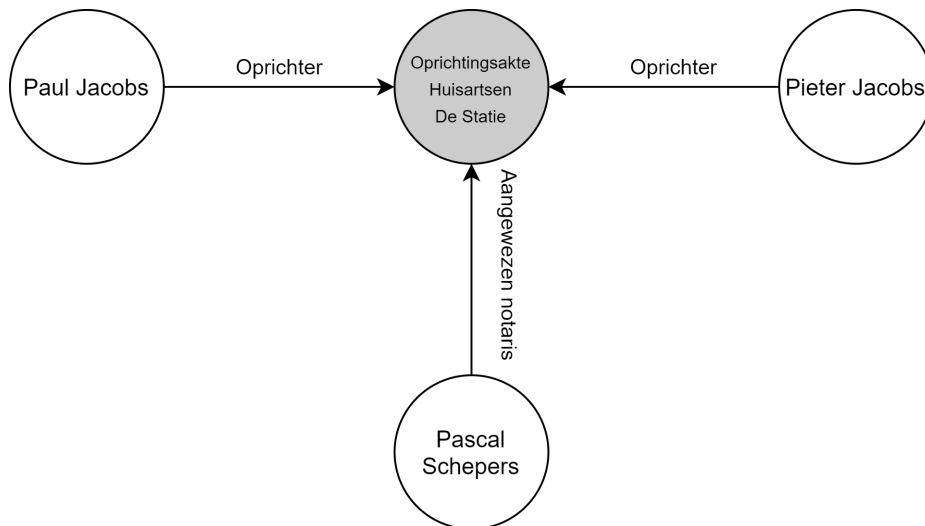 Paul Jacobs
Oprichter
Oprichtingsakte
Huisartsen
De Statie
Oprichter
Pieter Jacobs
Aangewezen notaris
Pascal
Schepers